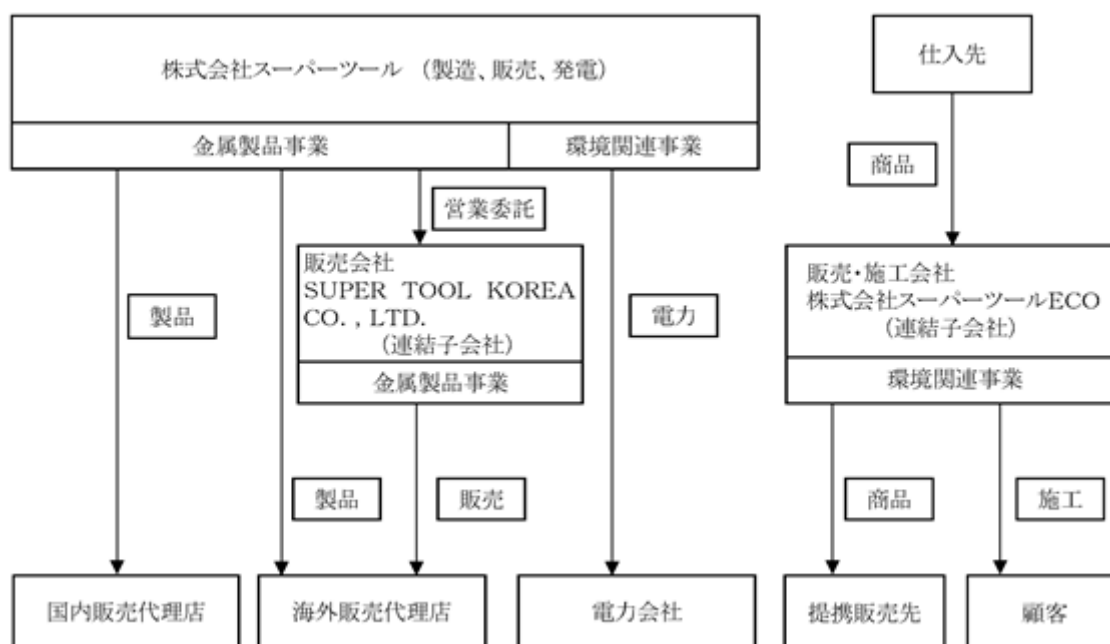 株式会社スーパーツール （製造、販売、発電）
金属製品事業
環境関連事業
仕入先
商品
営業委託
販売会社
SUPER TOOL KOREA
CO. , LTD.
（連結子会社）
金属製品事業
製品
電力
販売・施工会社
株式会社スーパーツールECO
（連結子会社）
環境関連事業
製品
販売
商品
施工
国内販売代理店
海外販売代理店
電力会社
提携販売先
顧客